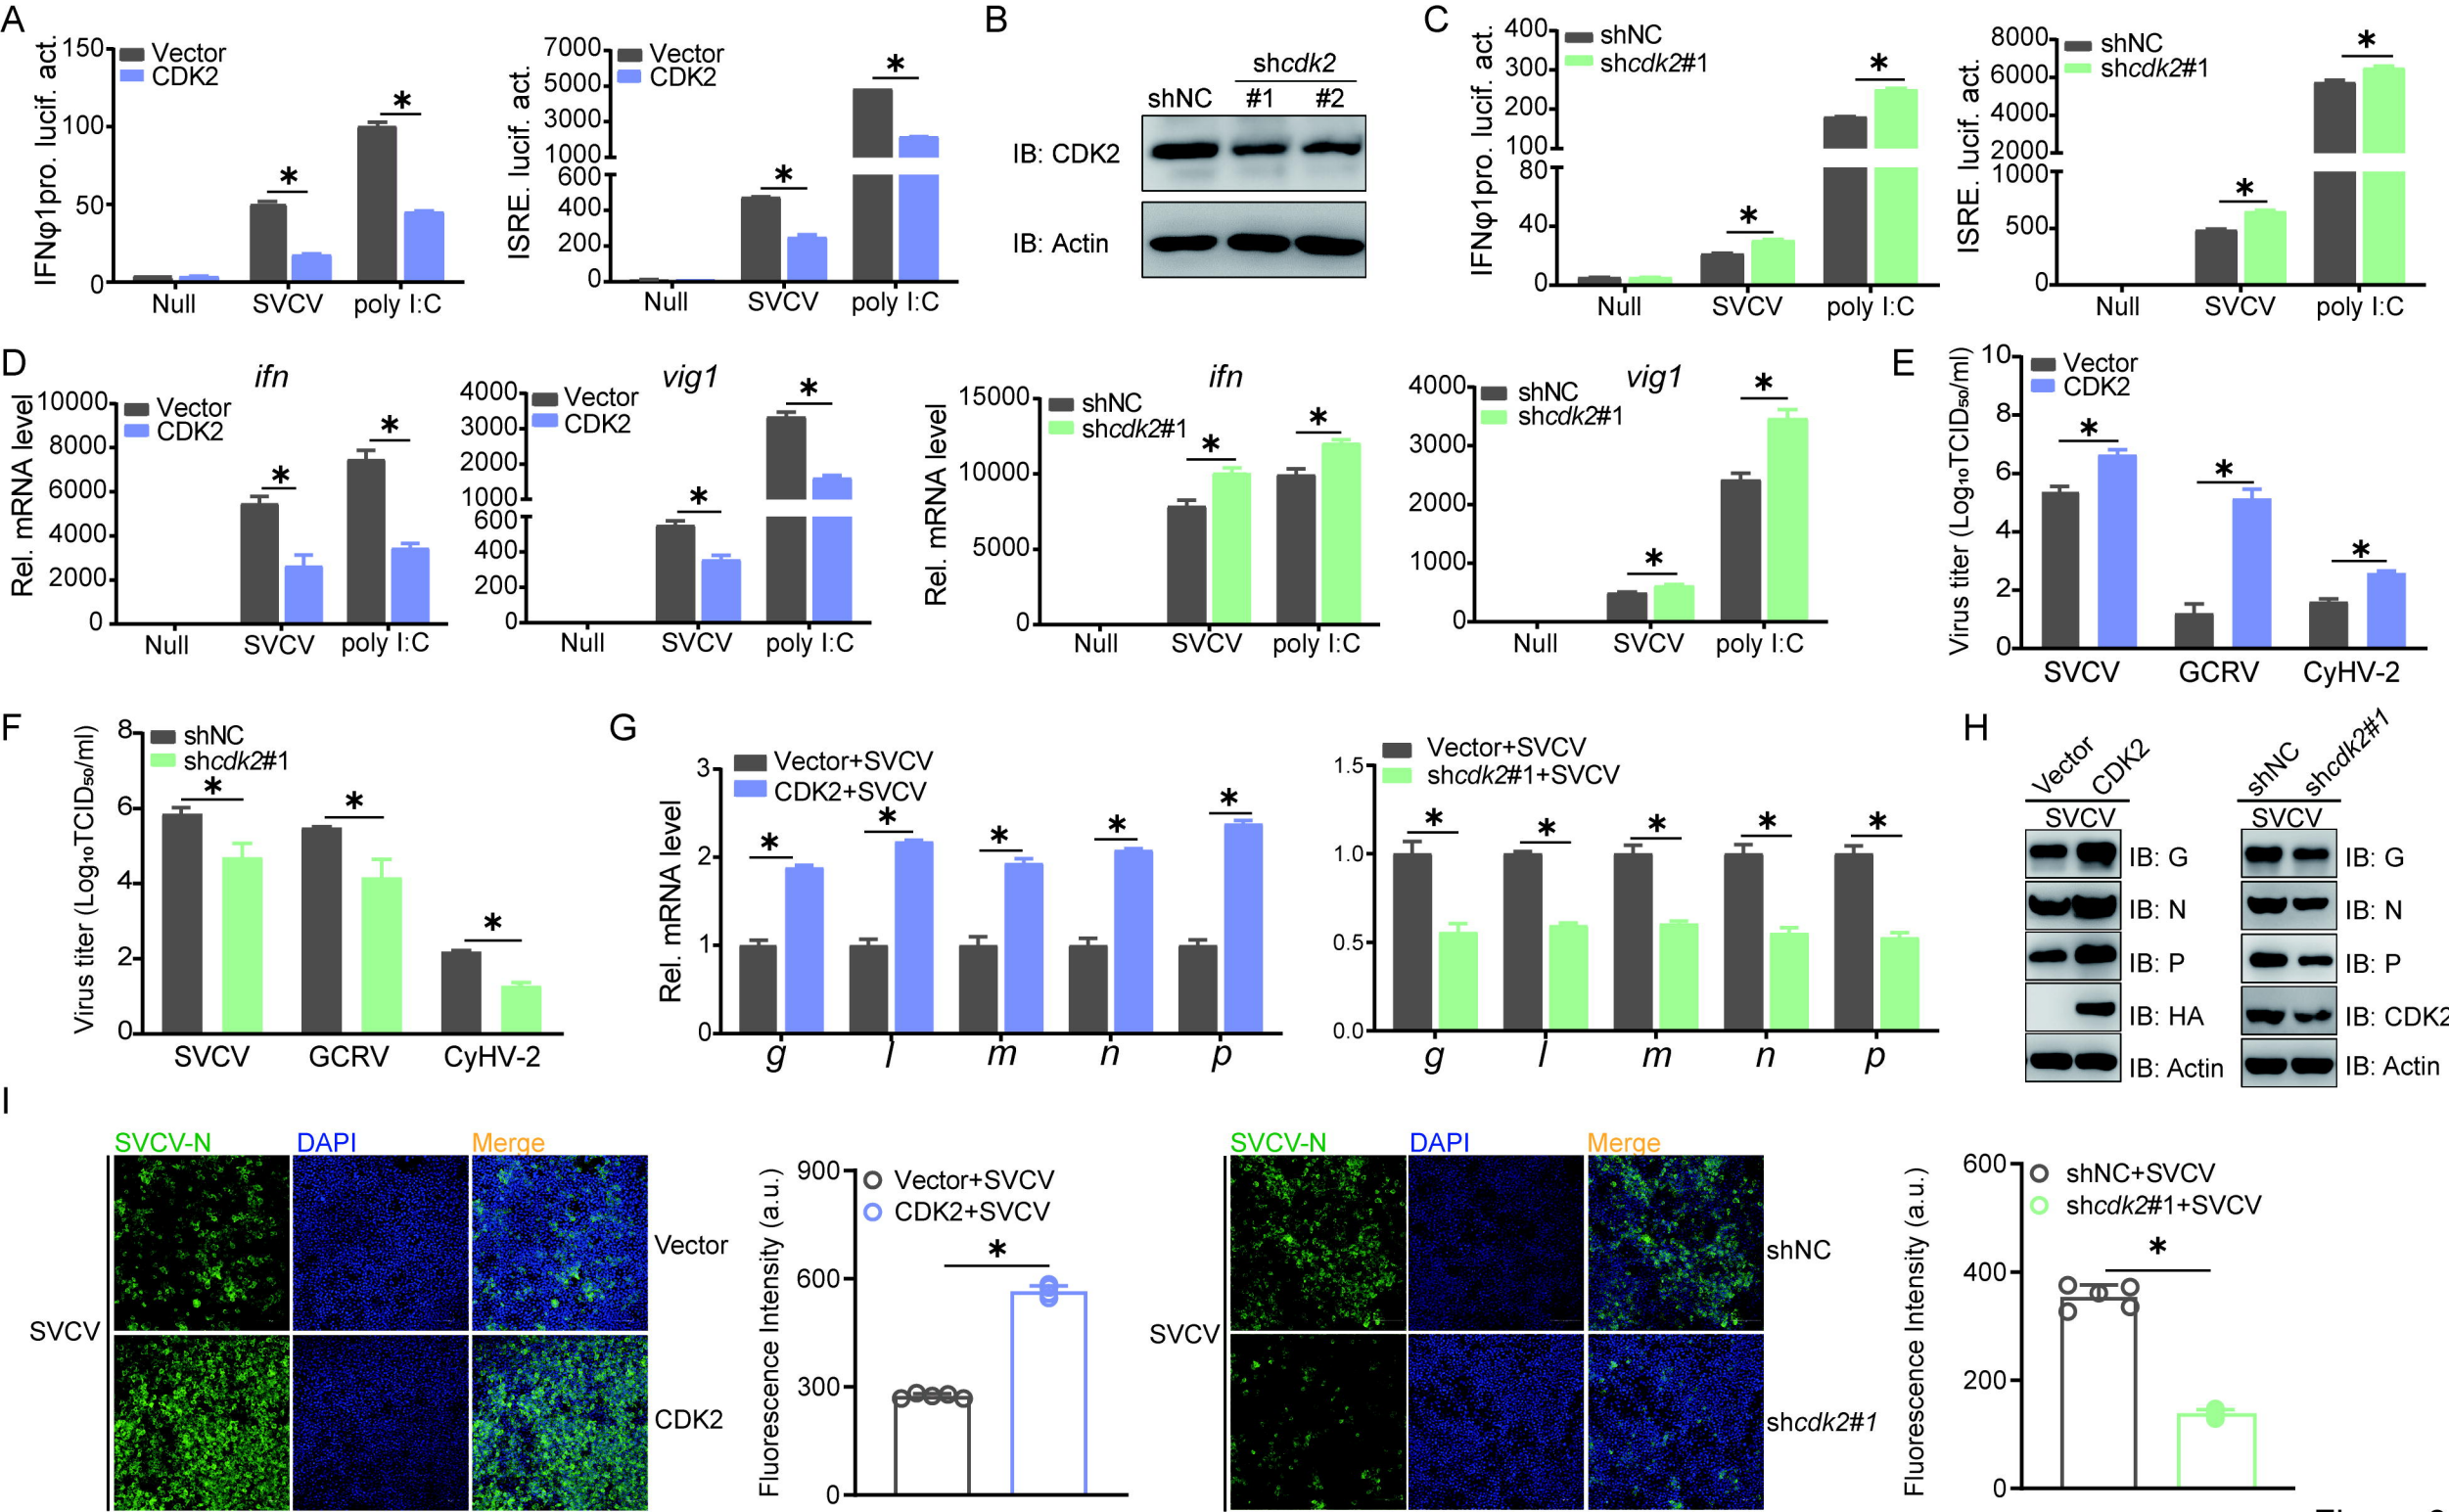 A
IFNφ1pro. lucif. act.
150
100
50
0
Vector
CDK2
*
*
Null
SVCV
poly I:C
ISRE. lucif. act.
7000
5000
3000
1000
600
400
200
0
Vector
CDK2
*
*
Null
SVCV
poly I:C
B
shcdk2
shNC
#1
#2
IB: CDK2
IB: Actin
C
IFNφ1pro. lucif. act.
400
300
200
100
80
40
0
shNC
shcdk2#1
*
*
Null
SVCV
poly I:C
ISRE. lucif. act.
8000
6000
4000
2000
1000
500
0
shNC
shcdk2#1
*
*
Null
SVCV
poly I:C
D
ifn
Rel. mRNA level
10000
8000
6000
4000
2000
0
Vector
CDK2
*
*
Null
SVCV
poly I:C
vig1
4000
3000
2000
1000
600
400
200
0
Vector
CDK2
*
*
Null
SVCV
poly I:C
ifn
Rel. mRNA level
15000
10000
5000
0
shNC
shcdk2#1
*
*
Null
SVCV
poly I:C
vig1
4000
3000
2000
1000
0
shNC
shcdk2#1
*
*
Null
SVCV
poly I:C
E
Virus titer (Log₁₀TCID₅₀/ml)
10
8
6
4
2
0
Vector
CDK2
*
*
*
SVCV
GCRV
CyHV-2
F
Virus titer (Log₁₀TCID₅₀/ml)
8
6
4
2
0
shNC
shcdk2#1
*
*
*
SVCV
GCRV
CyHV-2
G
Rel. mRNA level
3
2
1
0
Vector+SVCV
CDK2+SVCV
*
*
*
*
*
g
l
m
n
p
1.5
1.0
0.5
0.0
Vector+SVCV
shcdk2#1+SVCV
*
*
*
*
*
g
l
m
n
p
H
Vector
CDK2
SVCV
IB: G
IB: N
IB: P
IB: HA
IB: Actin
shNC
shcdk2#1
SVCV
IB: G
IB: N
IB: P
IB: CDK2
IB: Actin
I
SVCV-N
DAPI
Merge
SVCV
Vector
CDK2
Fluorescence Intensity (a.u.)
900
600
300
0
Vector+SVCV
CDK2+SVCV
*
SVCV-N
DAPI
Merge
SVCV
shNC
shcdk2#1
Fluorescence Intensity (a.u.)
600
400
200
0
shNC+SVCV
shcdk2#1+SVCV
*